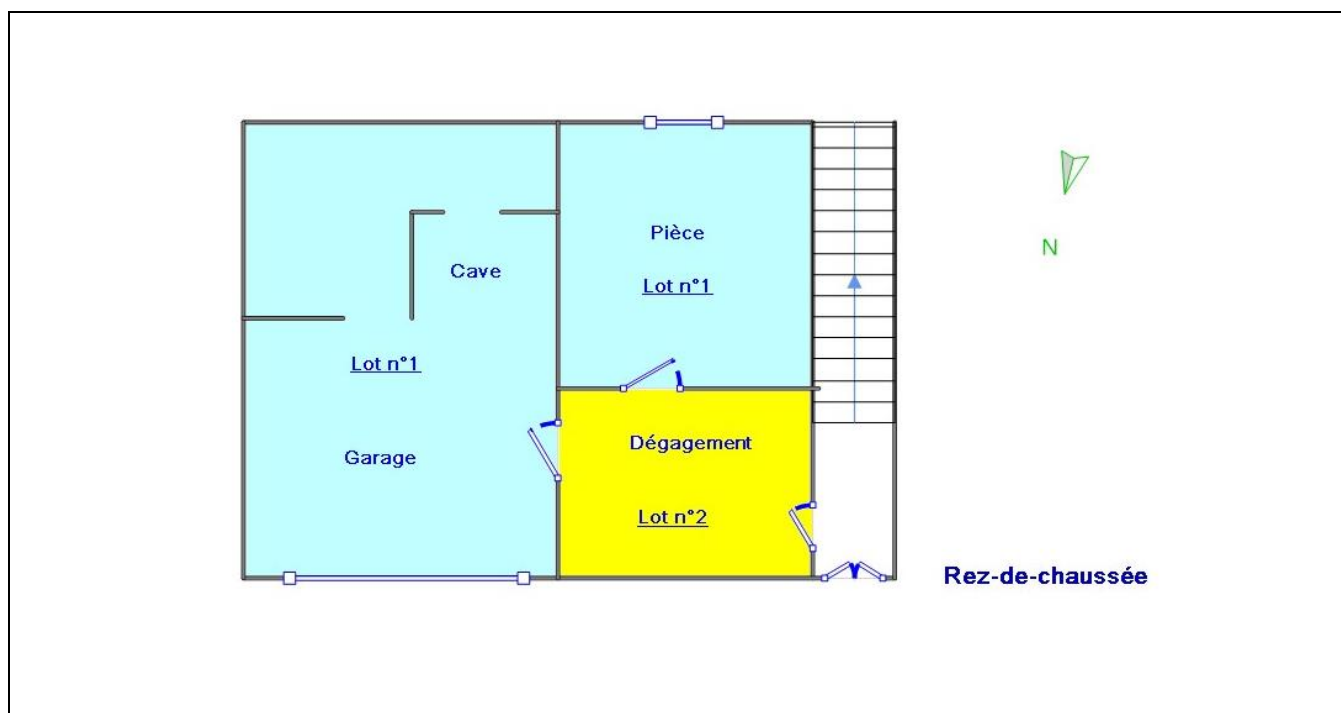 Pièce
Cave
Lot n°1
N
Lot n°1
Garage
Dégagement
Lot n°2
Rez-de-chaussée